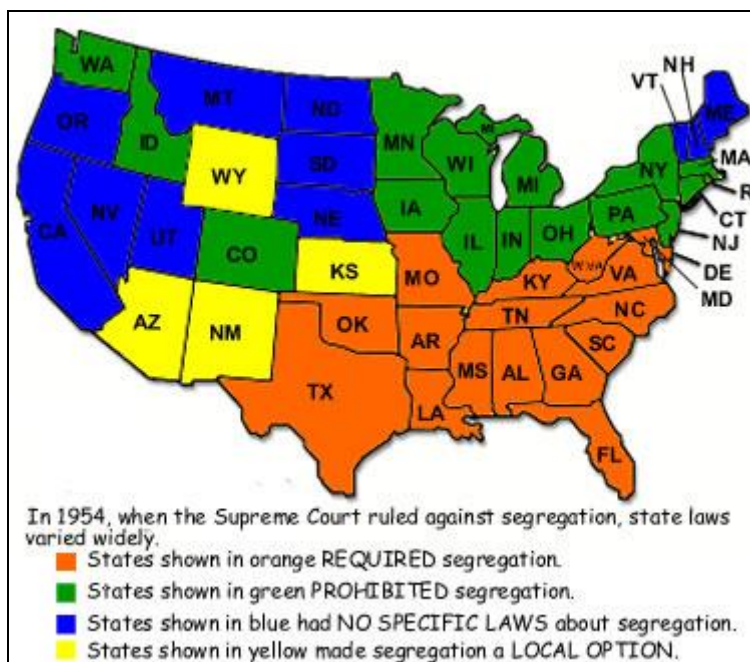 WA
MT
ND
OR
ID
MN
VT
NH
ME
SD
WI
MI
MI
NY
MA
R
WY
CT
NV
NE
IA
PA
NJ
CA
UT
CO
IL
IN
OH
DE
KS
MO
KY
W.VA
VA
MD
AZ
NM
OK
AR
TN
NC
SC
TX
LA
MS
AL
GA
FL
In 1954, when the Supreme Court ruled against segregation, state laws
varied widely.
States shown in orange REQUIRED segregation.
States shown in green PROHIBITED segregation.
States shown in blue had NO SPECIFIC LAWS about segregation.
States shown in yellow made segregation a LOCAL OPTION.